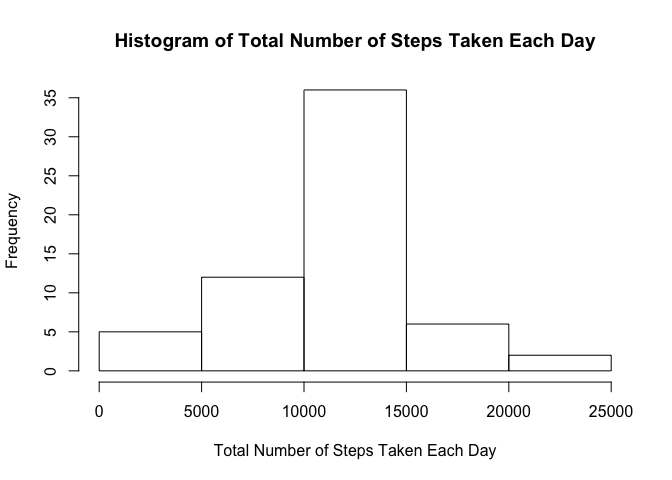 Histogram of Total Number of Steps Taken Each Day
Frequency
35
30
25
20
15
10
5
0
0 5000 10000 15000 20000 25000
Total Number of Steps Taken Each Day